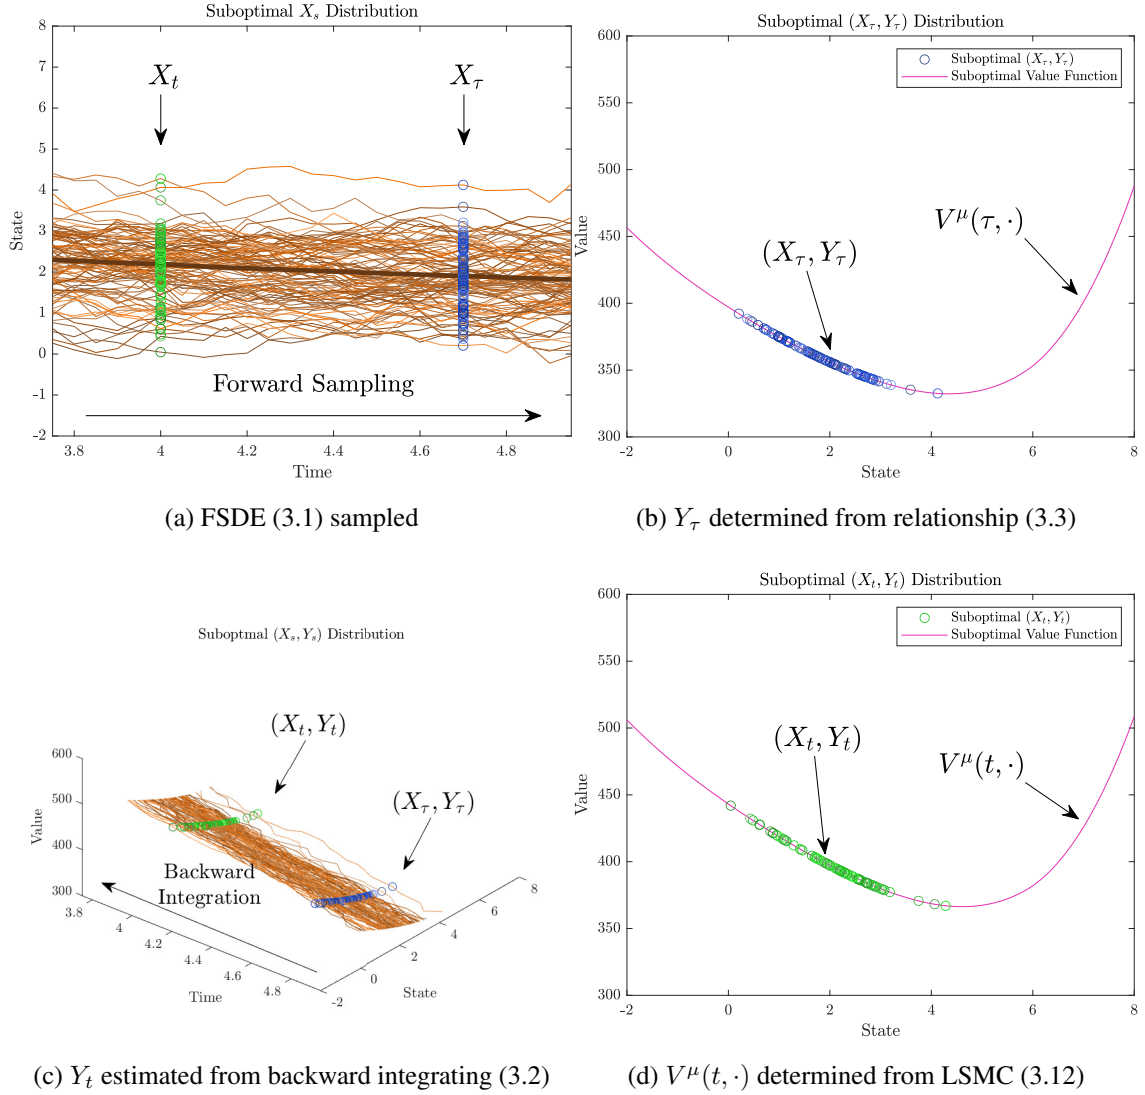 Suboptimal X_s Distribution
8
7
6
5
4
3
2
1
0
-1
-2
State
X_t
X_τ
Forward Sampling
3.8 4 4.2 4.4 4.6 4.8
Time
(a) FSDE (3.1) sampled
Suboptimal (X_τ, Y_τ) Distribution
600
550
500
450
400
350
300
Value
Suboptimal (X_τ, Y_τ)
Suboptimal Value Function
V^μ(τ, ·)
(X_τ, Y_τ)
-2 0 2 4 6 8
State
(b) Y_τ determined from relationship (3.3)
Suboptmal (X_s, Y_s) Distribution
(X_t, Y_t)
(X_τ, Y_τ)
600
500
400
300
Value
Backward
Integration
3.8
4
4.2
4.4
4.6
4.8
Time
-2
0
2
4
6
8
State
(c) Y_t estimated from backward integrating (3.2)
Suboptimal (X_t, Y_t) Distribution
600
550
500
450
400
350
300
Value
Suboptimal (X_t, Y_t)
Suboptimal Value Function
(X_t, Y_t)
V^μ(t, ·)
-2 0 2 4 6 8
State
(d) V^μ(t, ·) determined from LSMC (3.12)